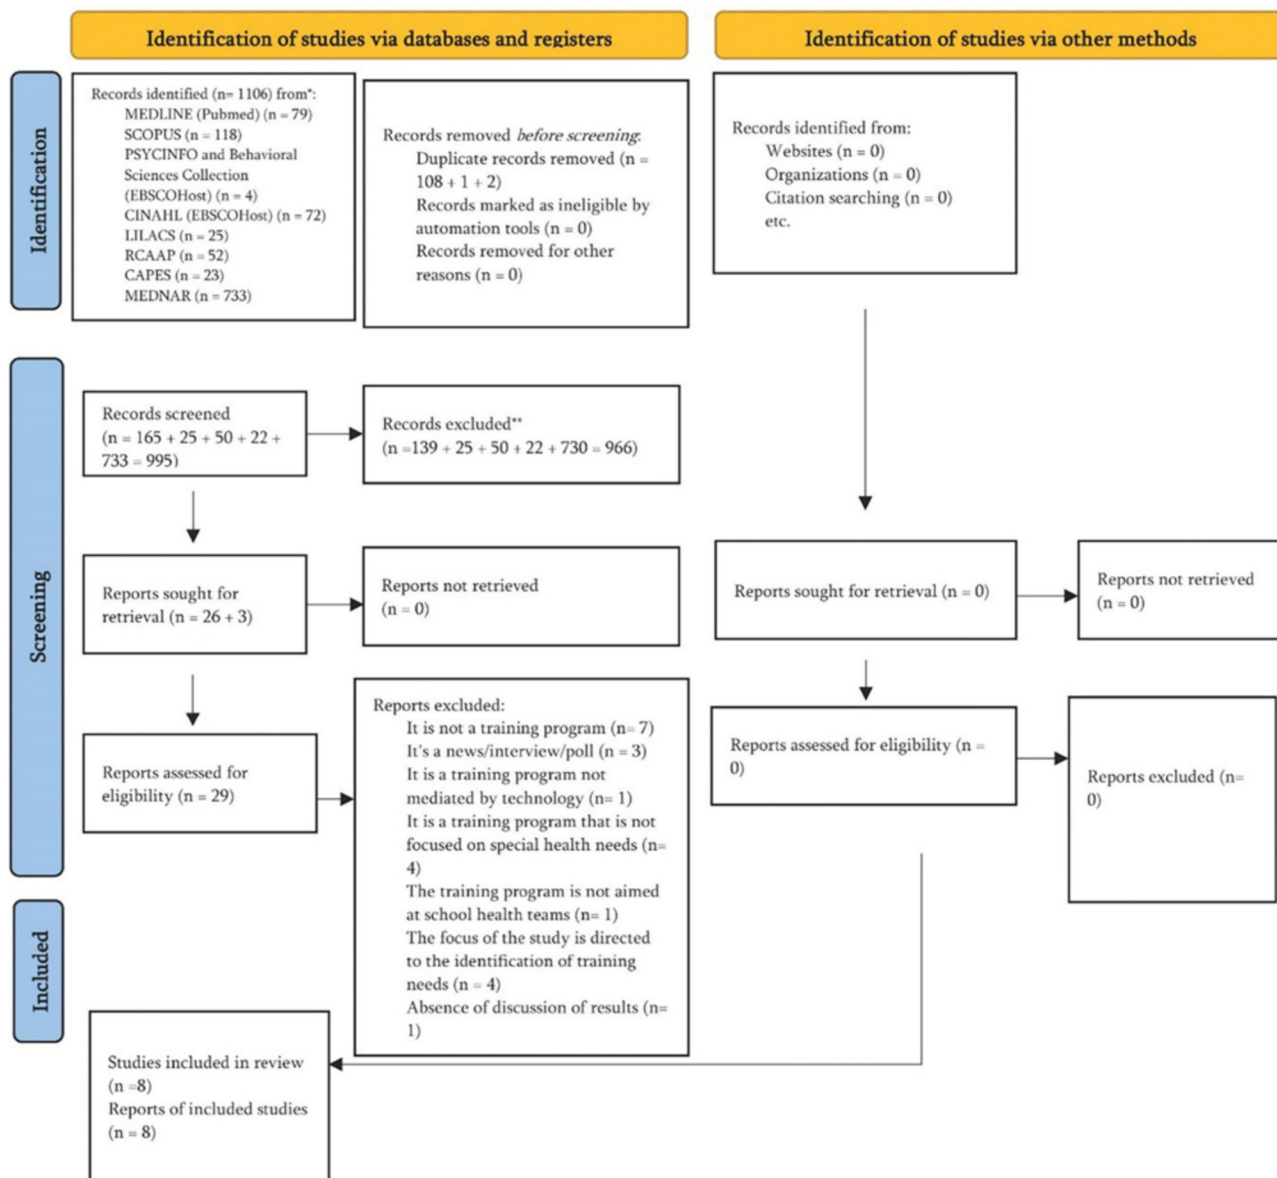 Identification of studies via databases and registers
Identification of studies via other methods
Identification
Records identified (n= 1106) from*:
MEDLINE (Pubmed) (n = 79)
SCOPUS (n = 118)
PSYCINFO and Behavioral
Sciences Collection
(EBSCOHost) (n = 4)
CINAHL (EBSCOHost) (n = 72)
LILACS (n = 25)
RCAAP (n = 52)
CAPES (n = 23)
MEDNAR (n = 733)
Records removed before screening:
Duplicate records removed (n =
108 + 1 + 2)
Records marked as ineligible by
automation tools (n = 0)
Records removed for other
reasons (n = 0)
Records identified from:
Websites (n = 0)
Organizations (n = 0)
Citation searching (n = 0)
etc.
Screening
Records screened
(n = 165 + 25 + 50 + 22 +
733 = 995)
Records excluded**
(n =139 + 25 + 50 + 22 + 730 = 966)
Reports sought for
retrieval (n = 26 + 3)
Reports not retrieved
(n = 0)
Reports sought for retrieval (n = 0)
Reports not retrieved
(n = 0)
Reports assessed for
eligibility (n = 29)
Reports excluded:
It is not a training program (n= 7)
It's a news/interview/poll (n = 3)
It is a training program not
mediated by technology (n= 1)
It is a training program that is not
focused on special health needs (n=
4)
The training program is not aimed
at school health teams (n= 1)
The focus of the study is directed
to the identification of training
needs (n = 4)
Absence of discussion of results (n=
1)
Reports assessed for eligibility (n =
0)
Reports excluded (n=
0)
Included
Studies included in review
(n =8)
Reports of included studies
(n = 8)